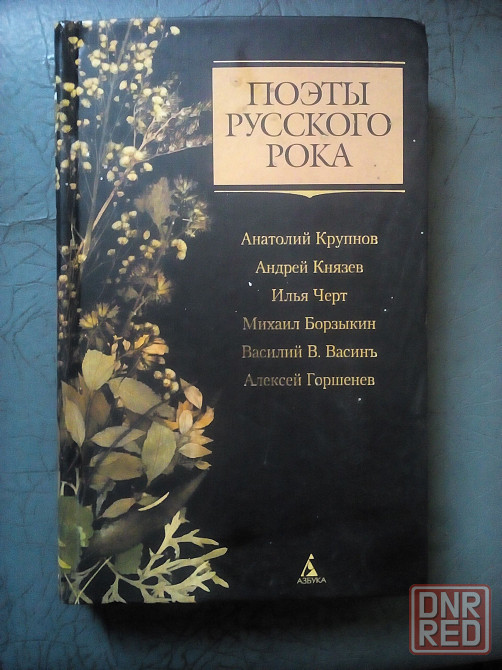 ПОЭТЫ
РУССКОГО
РОКА
Анатолий Крупнов
Андрей Князев
Илья Черт
Михаил Борзыкин
Василий В. Васинъ
Алексей Горшенев
АЗБУКА
DNR
RED